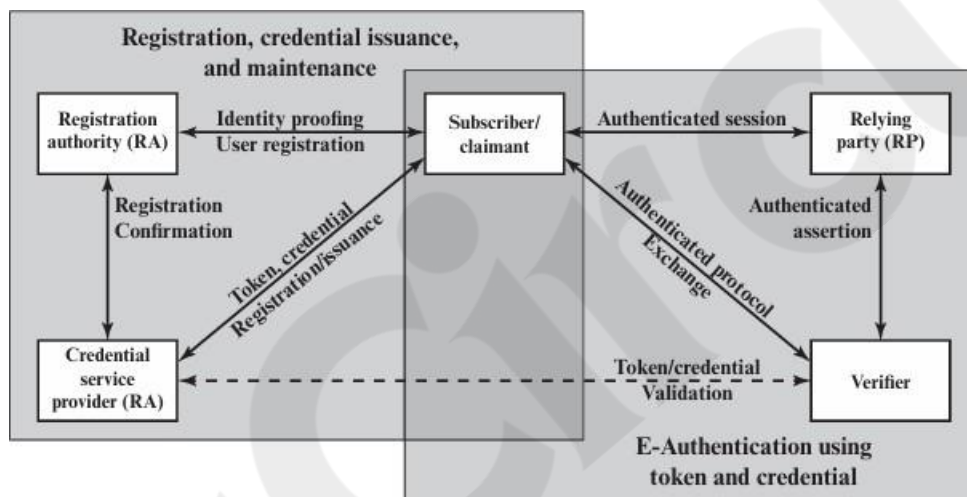 Registration, credential issuance,
and maintenance
Registration
authority (RA)
Identity proofing
User registration
Subscriber/
claimant
Authenticated session
Relying
party (RP)
Registration
Confirmation
Token, credential
Registration/issuance
Authenticated protocol
Exchange
Authenticated
assertion
Credential
service
provider (RA)
Token/credential
Validation
Verifier
E-Authentication using
token and credential